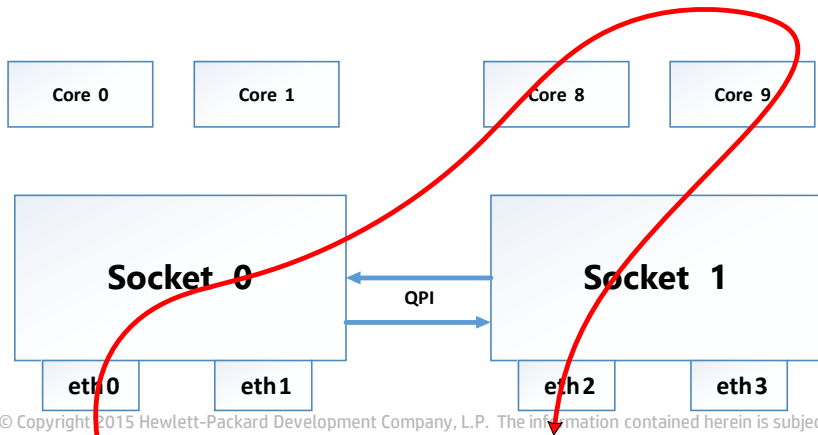 Core 0 Core 1 Core 8 Core 9
Socket 0 Socket 1
QPI
eth0 eth1 eth2 eth3
© Copyright 2015 Hewlett-Packard Development Company, L.P. The information contained herein is subjec